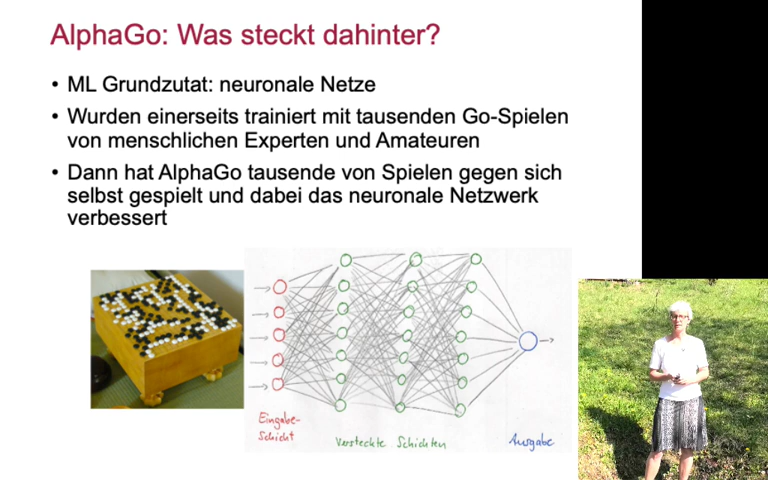 AlphaGo: Was steckt dahinter?
• ML Grundzutat: neuronale Netze
• Wurden einerseits trainiert mit tausenden Go-Spielen
von menschlichen Experten und Amateuren
• Dann hat AlphaGo tausende von Spielen gegen sich
selbst gespielt und dabei das neuronale Netzwerk
verbessert
Eingabe-
Schicht
Versteckte Schichten
Ausgabe